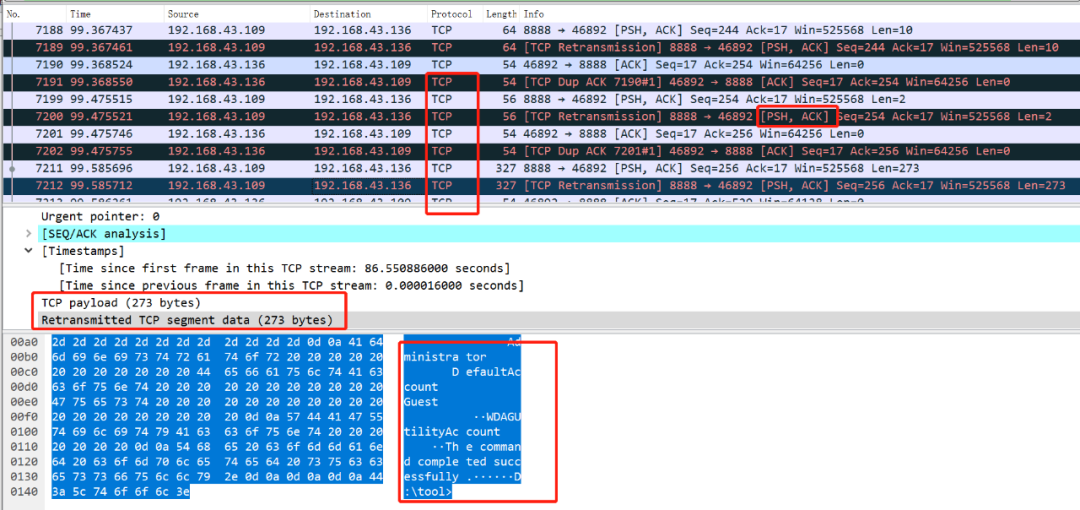 No. Time Source Destination Protocol Length Info
7188 99.367437 192.168.43.109 192.168.43.136 TCP 64 8888 → 46892 [PSH, ACK] Seq=244 Ack=17 Win=525568 Len=10
7189 99.367461 192.168.43.109 192.168.43.136 TCP 64 [TCP Retransmission] 8888 → 46892 [PSH, ACK] Seq=244 Ack=17 Win=525568 Len=10
7190 99.368524 192.168.43.136 192.168.43.109 TCP 54 46892 → 8888 [ACK] Seq=17 Ack=254 Win=64256 Len=0
7191 99.368550 192.168.43.136 192.168.43.109 TCP 54 [TCP Dup ACK 7190#1] 46892 → 8888 [ACK] Seq=17 Ack=254 Win=64256 Len=0
7199 99.475515 192.168.43.109 192.168.43.136 TCP 56 8888 → 46892 [PSH, ACK] Seq=254 Ack=17 Win=525568 Len=2
7200 99.475521 192.168.43.109 192.168.43.136 TCP 56 [TCP Retransmission] 8888 → 46892 [PSH, ACK] Seq=254 Ack=17 Win=525568 Len=2
7201 99.475746 192.168.43.136 192.168.43.109 TCP 54 46892 → 8888 [ACK] Seq=17 Ack=256 Win=64256 Len=0
7202 99.475755 192.168.43.136 192.168.43.109 TCP 54 [TCP Dup ACK 7201#1] 46892 → 8888 [ACK] Seq=17 Ack=256 Win=64256 Len=0
7211 99.585696 192.168.43.109 192.168.43.136 TCP 327 8888 → 46892 [PSH, ACK] Seq=256 Ack=17 Win=525568 Len=273
7212 99.585712 192.168.43.109 192.168.43.136 TCP 327 [TCP Retransmission] 8888 → 46892 [PSH, ACK] Seq=256 Ack=17 Win=525568 Len=273
Urgent pointer: 0
[SEQ/ACK analysis]
[Timestamps]
[Time since first frame in this TCP stream: 86.550886000 seconds]
[Time since previous frame in this TCP stream: 0.000016000 seconds]
TCP payload (273 bytes)
Retransmitted TCP segment data (273 bytes)
00a0 2d 2d 2d 2d 2d 2d 2d 2d 2d 2d 2d 2d 0d 0a 41 64 Ad
00b0 6d 69 6e 69 73 74 72 61 74 6f 72 20 20 20 20 20 ministra tor
00c0 20 20 20 20 20 20 20 44 65 66 61 75 6c 74 41 63 D efaultAc
00d0 63 6f 75 6e 74 20 20 20 20 20 20 20 20 20 20 20 count
00e0 47 75 65 73 74 20 20 20 20 20 20 20 20 20 20 20 Guest
00f0 20 20 20 20 20 20 20 20 20 0d 0a 57 44 41 47 55 ··WDAGU
0100 74 69 6c 69 74 79 41 63 63 6f 75 6e 74 20 20 20 tilityAc count
0110 20 20 20 20 0d 0a 54 68 65 20 63 6f 6d 6d 61 6e ··Th e comman
0120 64 20 63 6f 6d 70 6c 65 74 65 64 20 73 75 63 63 d comple ted succ
0130 65 73 73 66 75 6c 6c 79 2e 0d 0a 0d 0a 0d 0a 44 essfully .······D
0140 3a 5c 74 6f 6f 6c 3e :\tool>